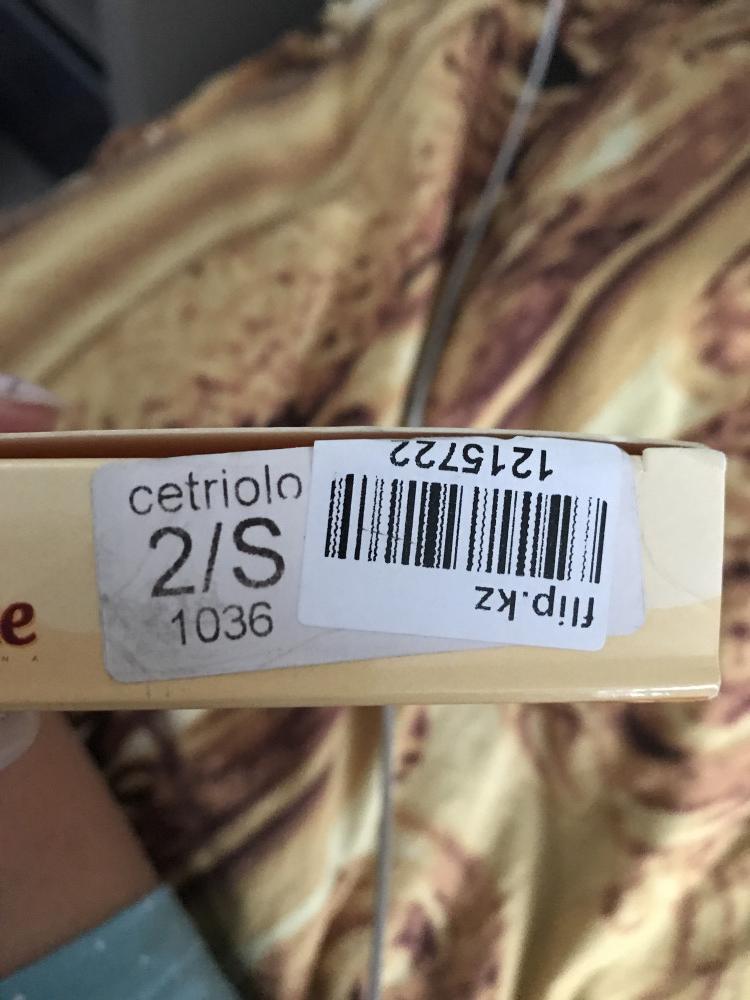 cetriolo
2/S
1036
1215722
flip.kz
e
N A